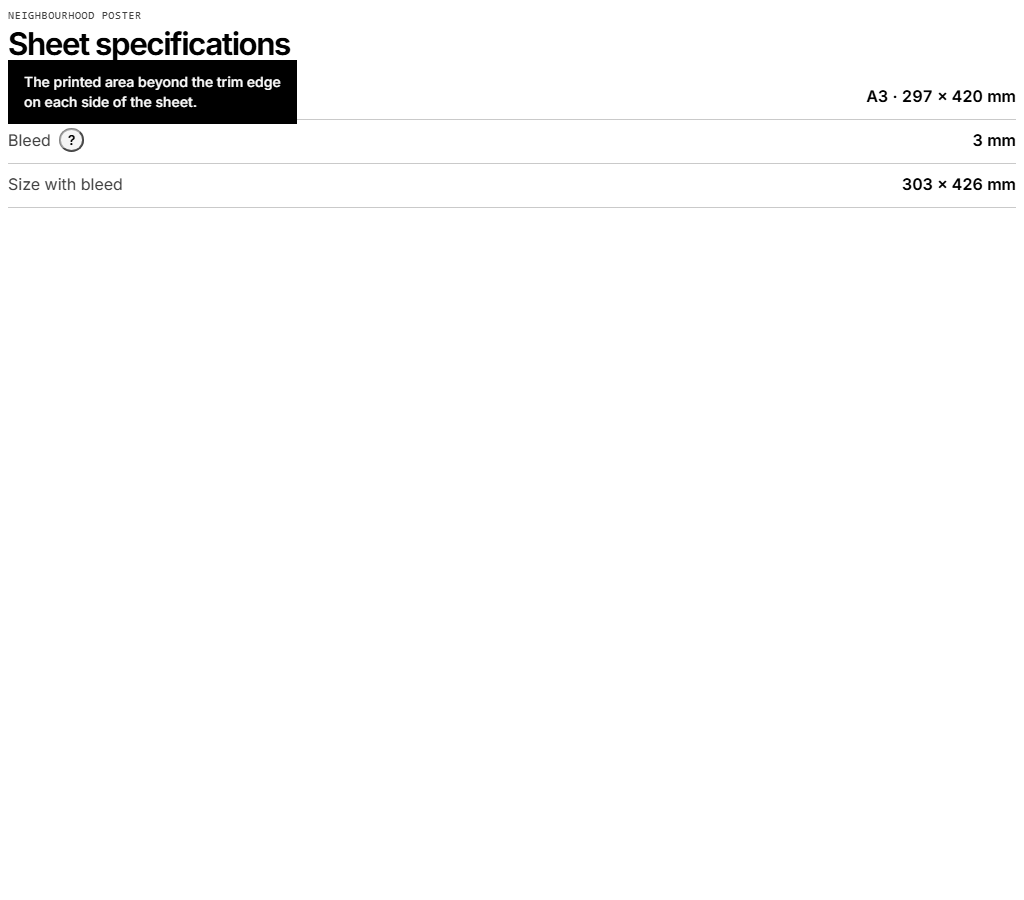 NEIGHBOURHOOD POSTER
Sheet specifications
The printed area beyond the trim edge
on each side of the sheet.
A3 · 297 × 420 mm
Bleed ? 3 mm
Size with bleed 303 × 426 mm